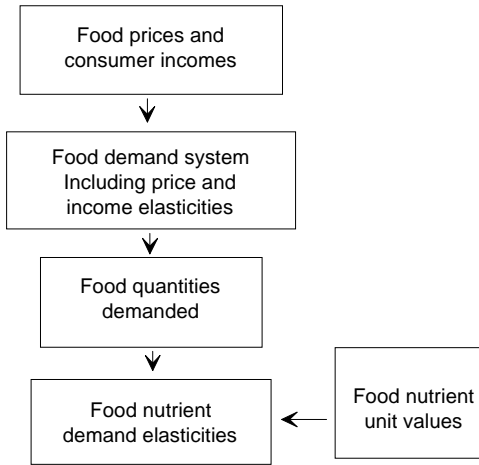 Food prices and
consumer incomes
Food demand system
Including price and
income elasticities
Food quantities
demanded
Food nutrient
demand elasticities
Food nutrient
unit values